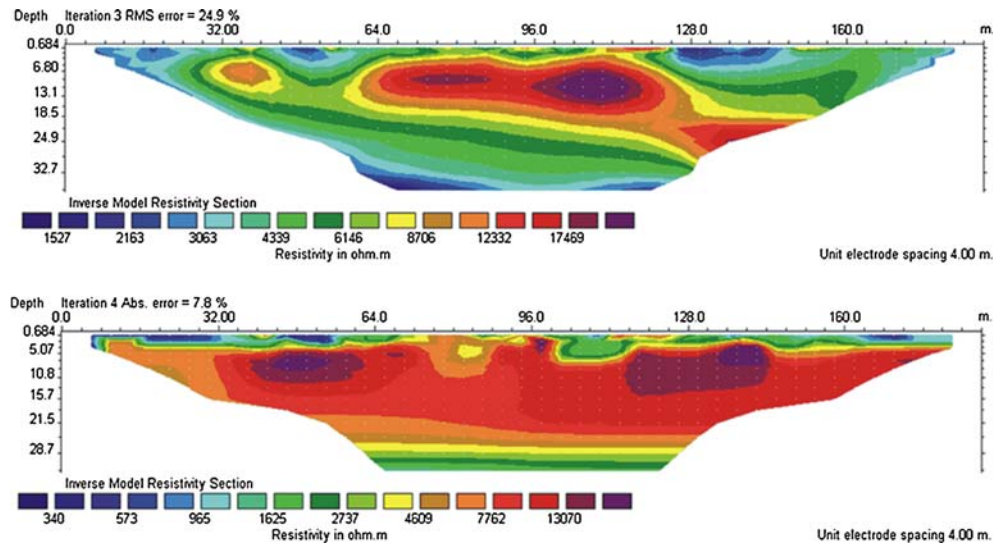 Depth Iteration 3 RMS error = 24.9 %
0.0 32.00 64.0 96.0 128.0 160.0 m.
0.684
6.80
13.1
18.5
24.9
32.7
Inverse Model Resistivity Section
1527 2163 3063 4339 6146 8706 12332 17469
Resistivity in ohm.m
Unit electrode spacing 4.00 m.
Depth Iteration 4 Abs. error = 7.8 %
0.0 32.00 64.0 96.0 128.0 160.0 m.
0.684
5.07
10.8
15.7
21.5
28.7
Inverse Model Resistivity Section
340 573 965 1625 2737 4609 7762 13070
Resistivity in ohm.m
Unit electrode spacing 4.00 m.